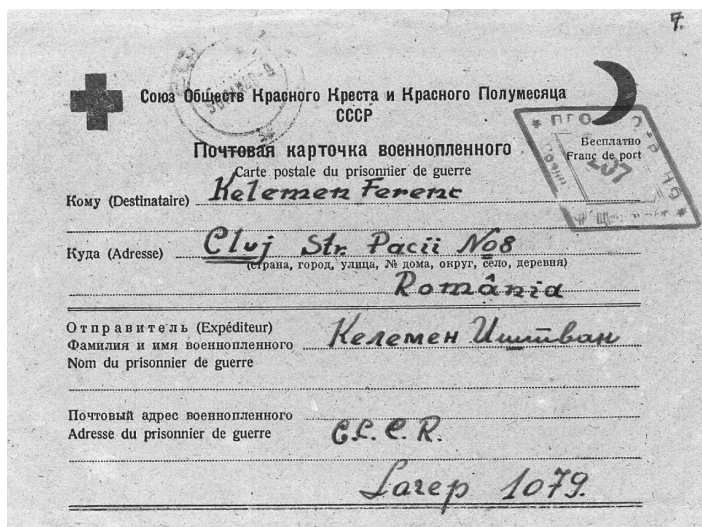 7.
Союз Обществ Красного Креста и Красного Полумесяца
СССР
Почтовая карточка военнопленного
Carte postale du prisonnier de guerre
Бесплатно
Franc de port
Кому (Destinataire) Kelemen Ferenc
Куда (Adresse) Cluj Str. Pacii No8
(страна, город, улица, № дома, округ, село, деревня)
România
Отправитель (Expéditeur)
Фамилия и имя военнопленного Келемен Иштван
Nom du prisonnier de guerre
Почтовый адрес военнопленного
Adresse du prisonnier de guerre C.C.C.R.
Lагер 1079.